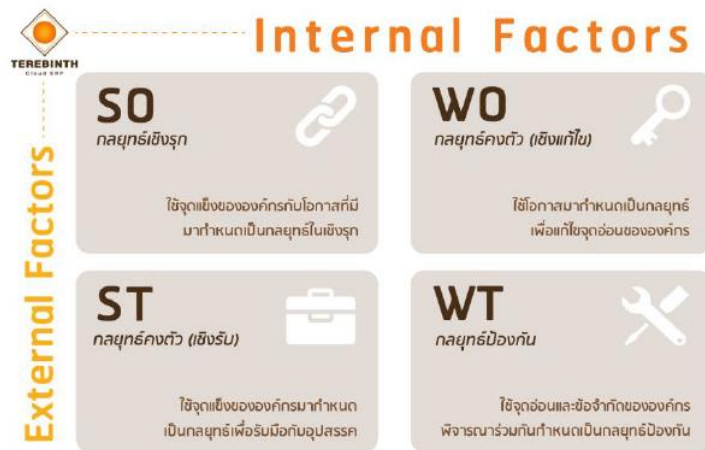 Internal Factors
TEREBINTH
Cloud ERP
External Factors
SO
กลยุทธ์เชิงรุก
ใช้จุดแข็งขององค์กรกับโอกาสที่มี
มากำหนดเป็นกลยุทธ์ในเชิงรุก
WO
กลยุทธ์คงตัว (เชิงแก้ไข)
ใช้โอกาสมากำหนดเป็นกลยุทธ์
เพื่อแก้ไขจุดอ่อนขององค์กร
ST
กลยุทธ์คงตัว (เชิงรับ)
ใช้จุดแข็งขององค์กรมากำหนด
เป็นกลยุทธ์เพื่อรับมือกับอุปสรรค
WT
กลยุทธ์ป้องกัน
ใช้จุดอ่อนและข้อจำกัดขององค์กร
พิจารณาร่วมกันกำหนดเป็นกลยุทธ์ป้องกัน